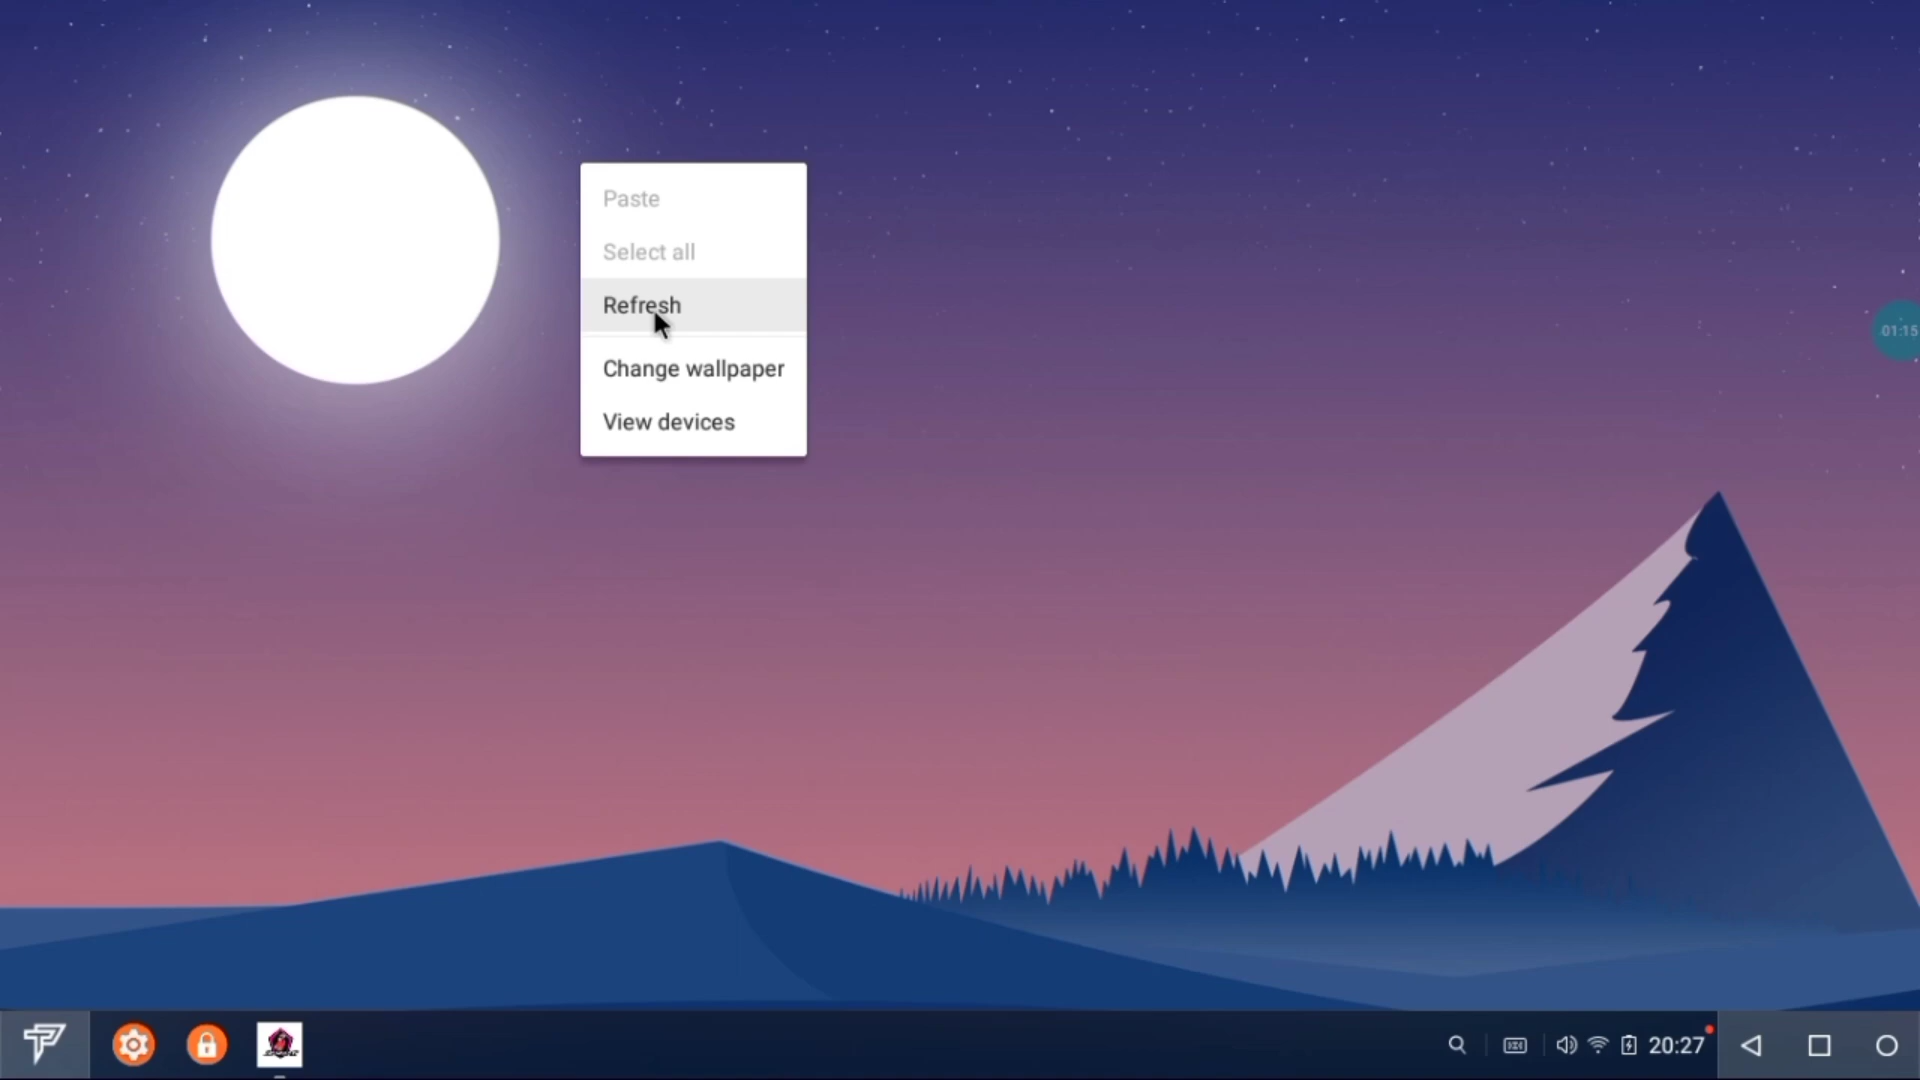 Paste
Select all
Refresh
Change wallpaper
View devices
01:15
20:27